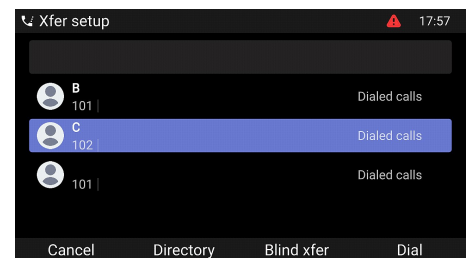 Xfer setup 17:57
B
101 Dialed calls
C
102 Dialed calls
101 Dialed calls
Cancel Directory Blind xfer Dial